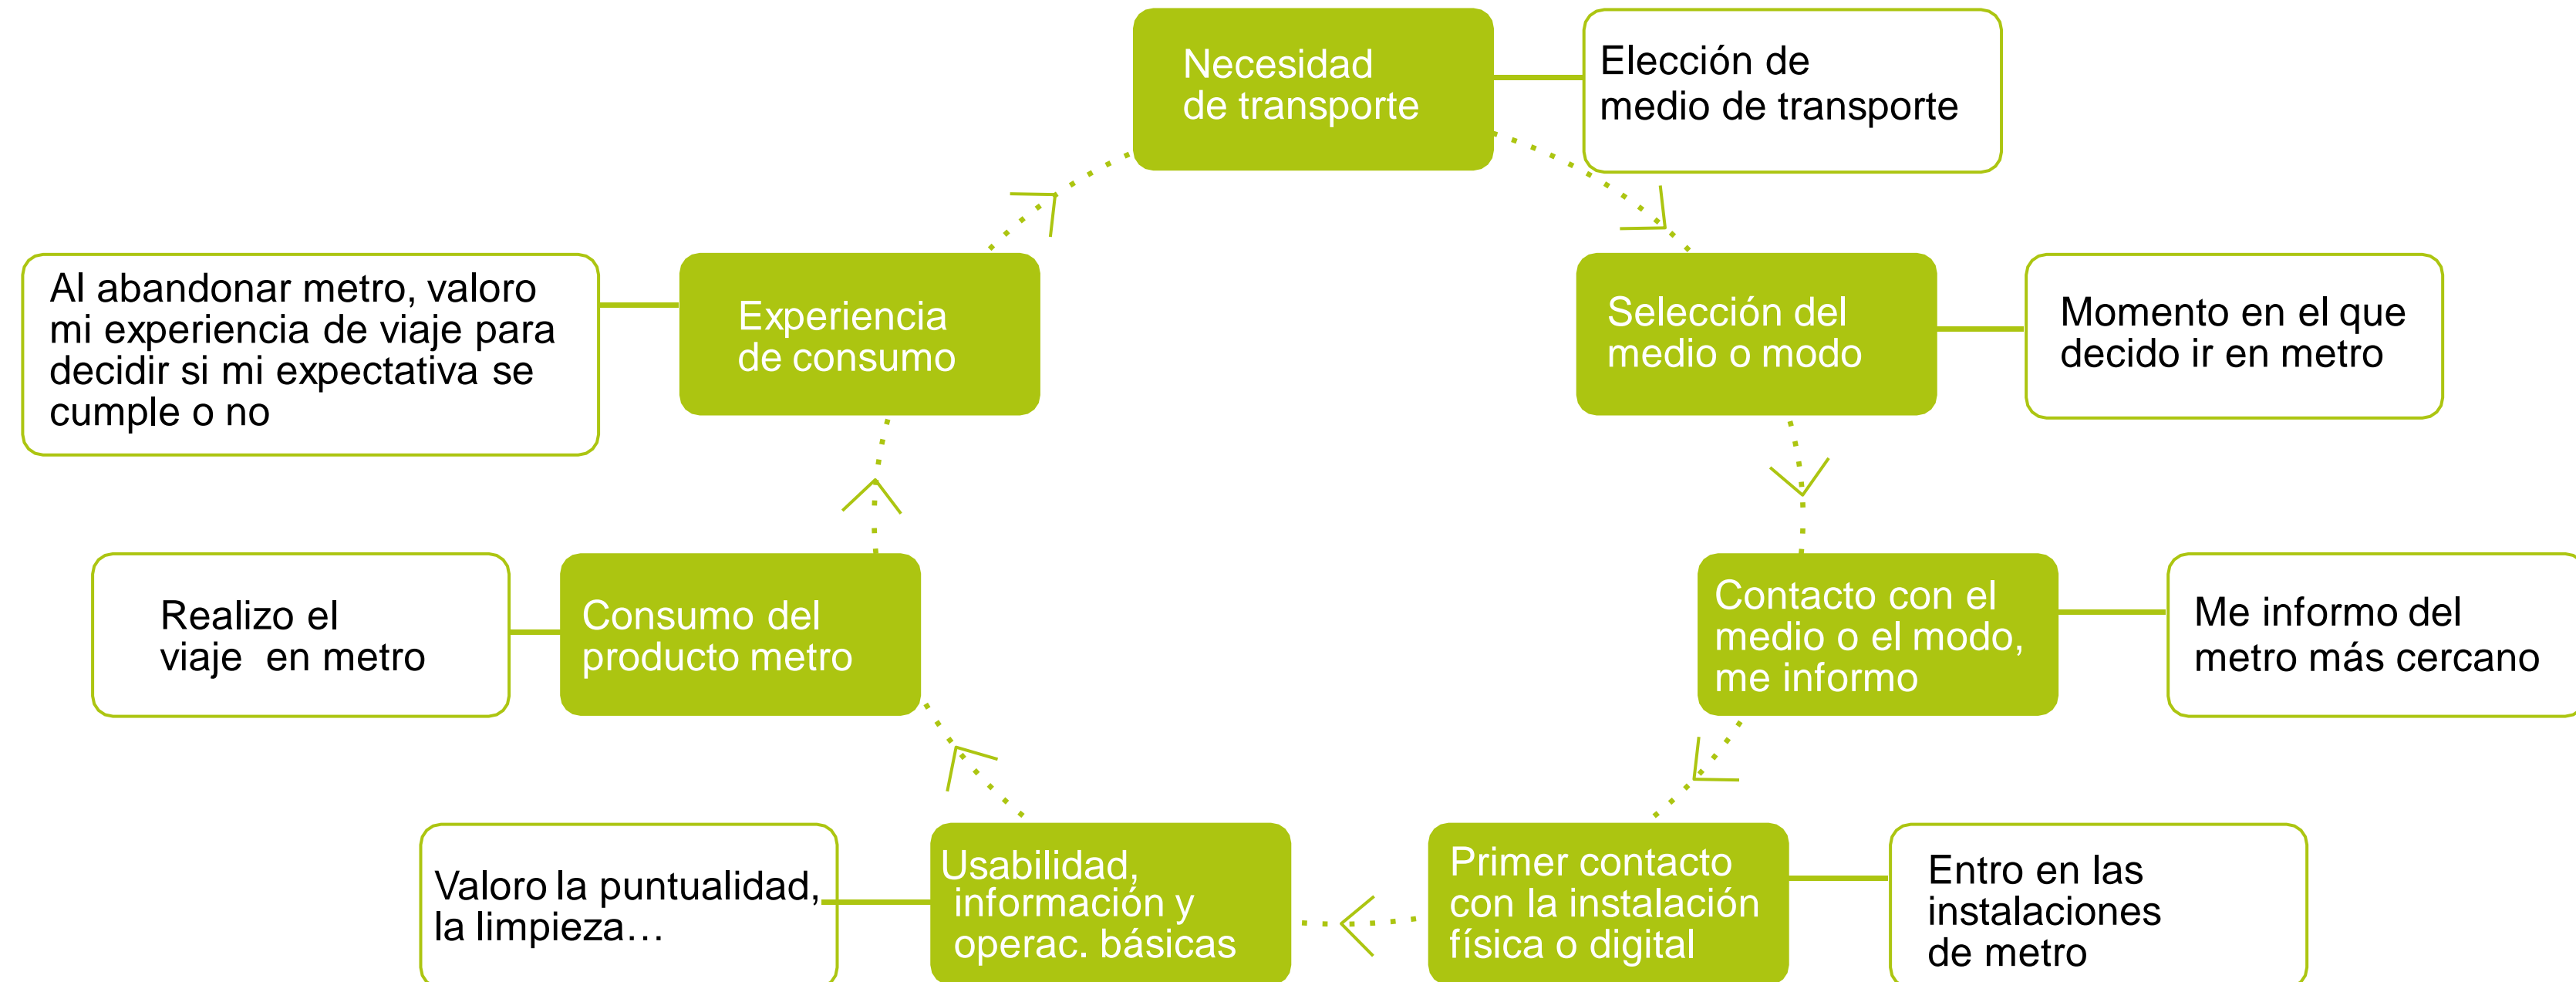 Necesidad
de transporte
Elección de
medio de transporte
Selección del
medio o modo
Momento en el que
decido ir en metro
Contacto con el
medio o el modo,
me informo
Me informo del
metro más cercano
Primer contacto
con la instalación
física o digital
Entro en las
instalaciones
de metro
Usabilidad,
información y
operac. básicas
Valoro la puntualidad,
la limpieza…
Consumo del
producto metro
Realizo el
viaje en metro
Experiencia
de consumo
Al abandonar metro, valoro
mi experiencia de viaje para
decidir si mi expectativa se
cumple o no